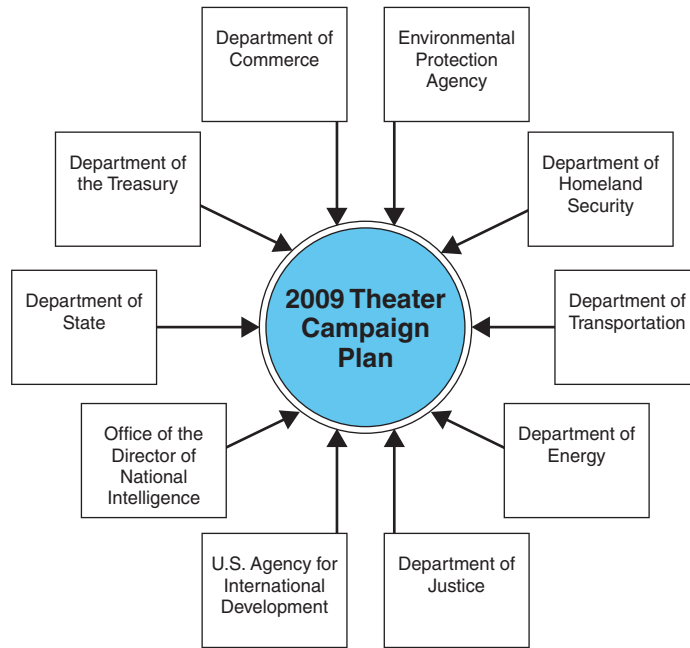 Department of
Commerce
Environmental
Protection
Agency
Department of
the Treasury
Department of
Homeland
Security
2009 Theater
Campaign
Plan
Department of
State
Department of
Transportation
Office of the
Director of
National
Intelligence
Department of
Energy
U.S. Agency for
International
Development
Department of
Justice